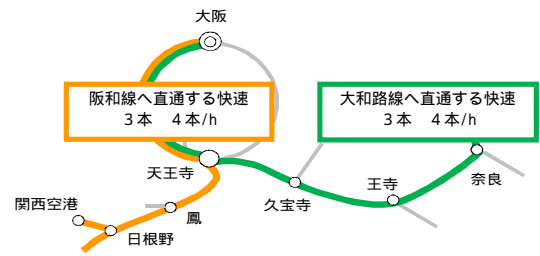 大阪
阪和線へ直通する快速
3本　4本/h
大和路線へ直通する快速
3本　4本/h
天王寺
久宝寺
王寺
奈良
関西空港
鳳
日根野